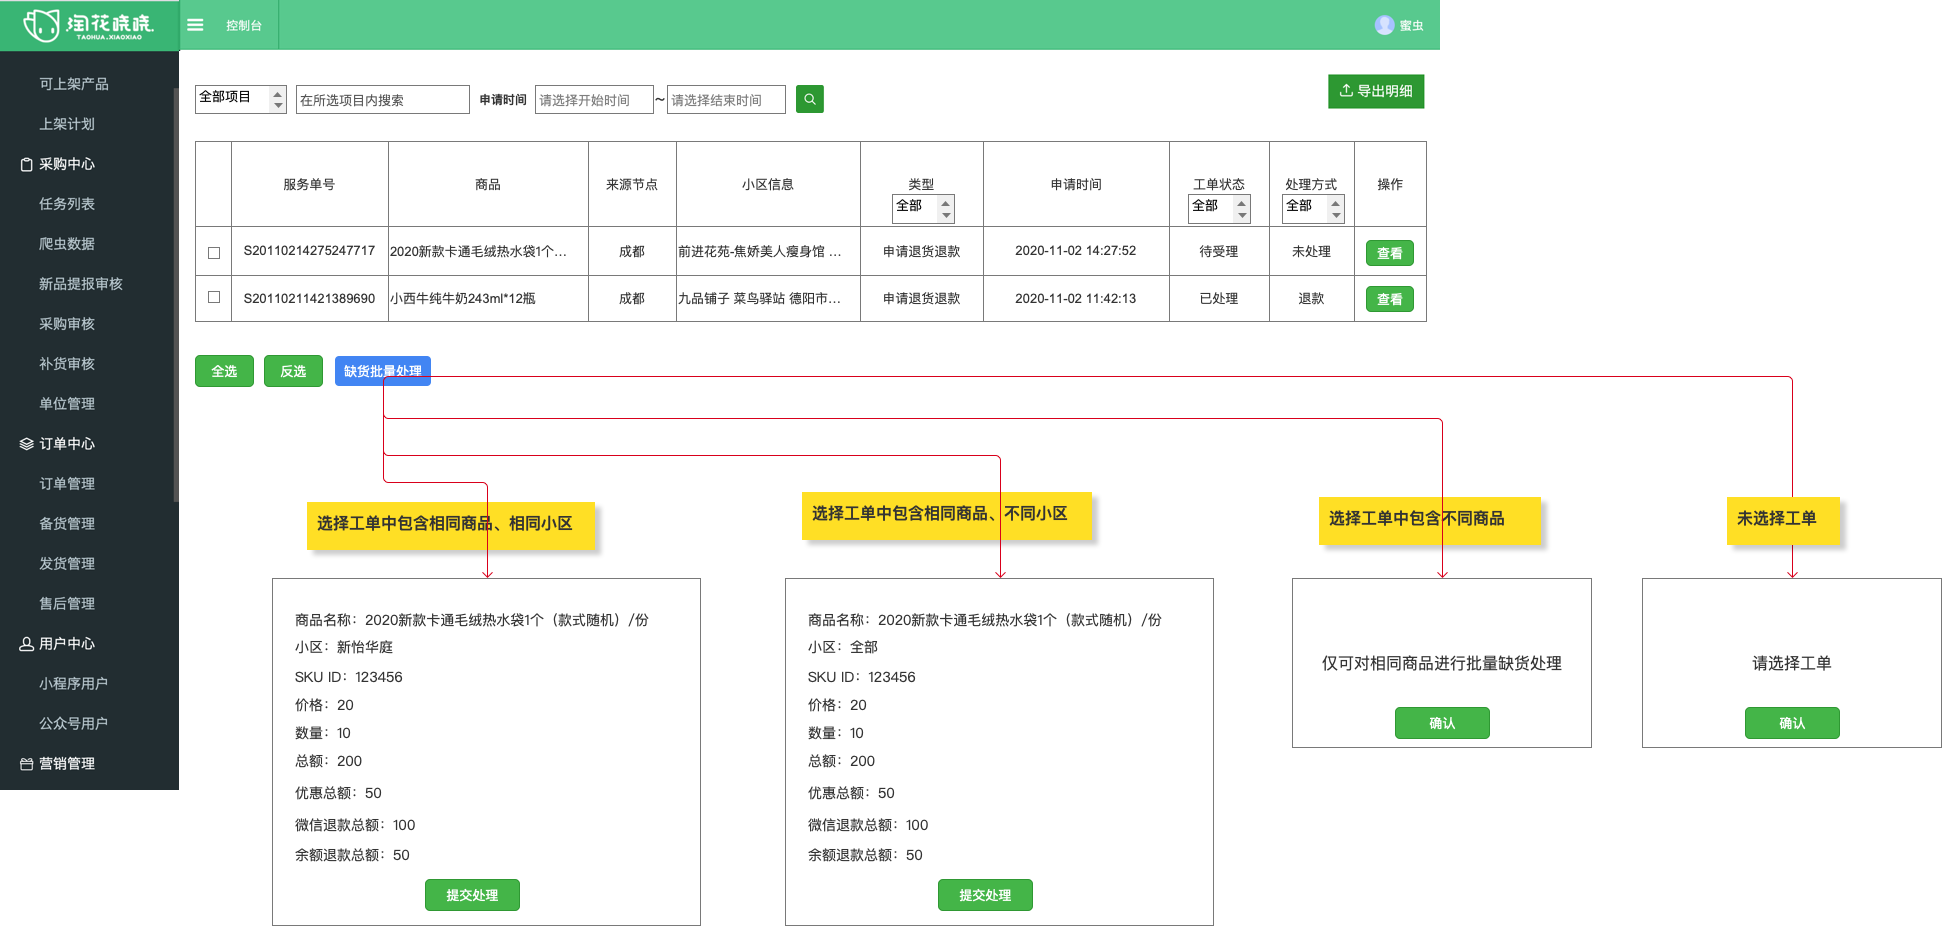 淘花晓晓.
TAOHUA.XIAOXIAO
控制台
蜜虫
可上架产品
上架计划
采购中心
任务列表
爬虫数据
新品提报审核
采购审核
补货审核
单位管理
订单中心
订单管理
备货管理
发货管理
售后管理
用户中心
小程序用户
公众号用户
营销管理
全部项目 在所选项目内搜索 申请时间 请选择开始时间 ~ 请选择结束时间
导出明细
服务单号 商品 来源节点 小区信息 类型 申请时间 工单状态 处理方式 操作
全部 全部 全部
S20110214275247717 2020新款卡通毛绒热水袋1个... 成都 前进花苑-焦娇美人瘦身馆 ... 申请退货退款 2020-11-02 14:27:52 待受理 未处理 查看
S20110211421389690 小西牛纯牛奶243ml*12瓶 成都 九品铺子 菜鸟驿站 德阳市... 申请退货退款 2020-11-02 11:42:13 已处理 退款 查看
全选 反选 缺货批量处理
选择工单中包含相同商品、相同小区
商品名称：2020新款卡通毛绒热水袋1个（款式随机）/份
小区：新怡华庭
SKU ID：123456
价格：20
数量：10
总额：200
优惠总额：50
微信退款总额：100
余额退款总额：50
提交处理
选择工单中包含相同商品、不同小区
商品名称：2020新款卡通毛绒热水袋1个（款式随机）/份
小区：全部
SKU ID：123456
价格：20
数量：10
总额：200
优惠总额：50
微信退款总额：100
余额退款总额：50
提交处理
选择工单中包含不同商品
仅可对相同商品进行批量缺货处理
确认
未选择工单
请选择工单
确认